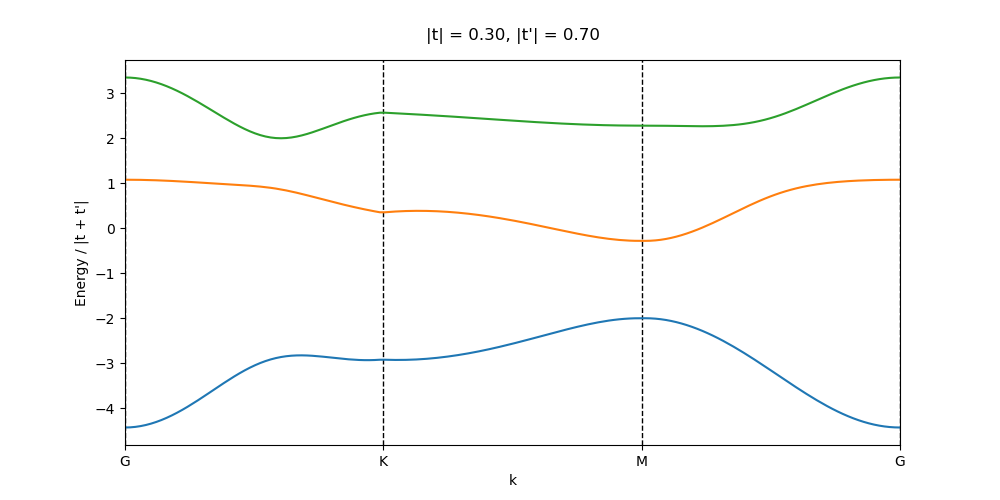 |t| = 0.30, |t'| = 0.70
Energy / |t + t'|
3
2
1
0
−1
−2
−3
−4
G
K
M
G
k